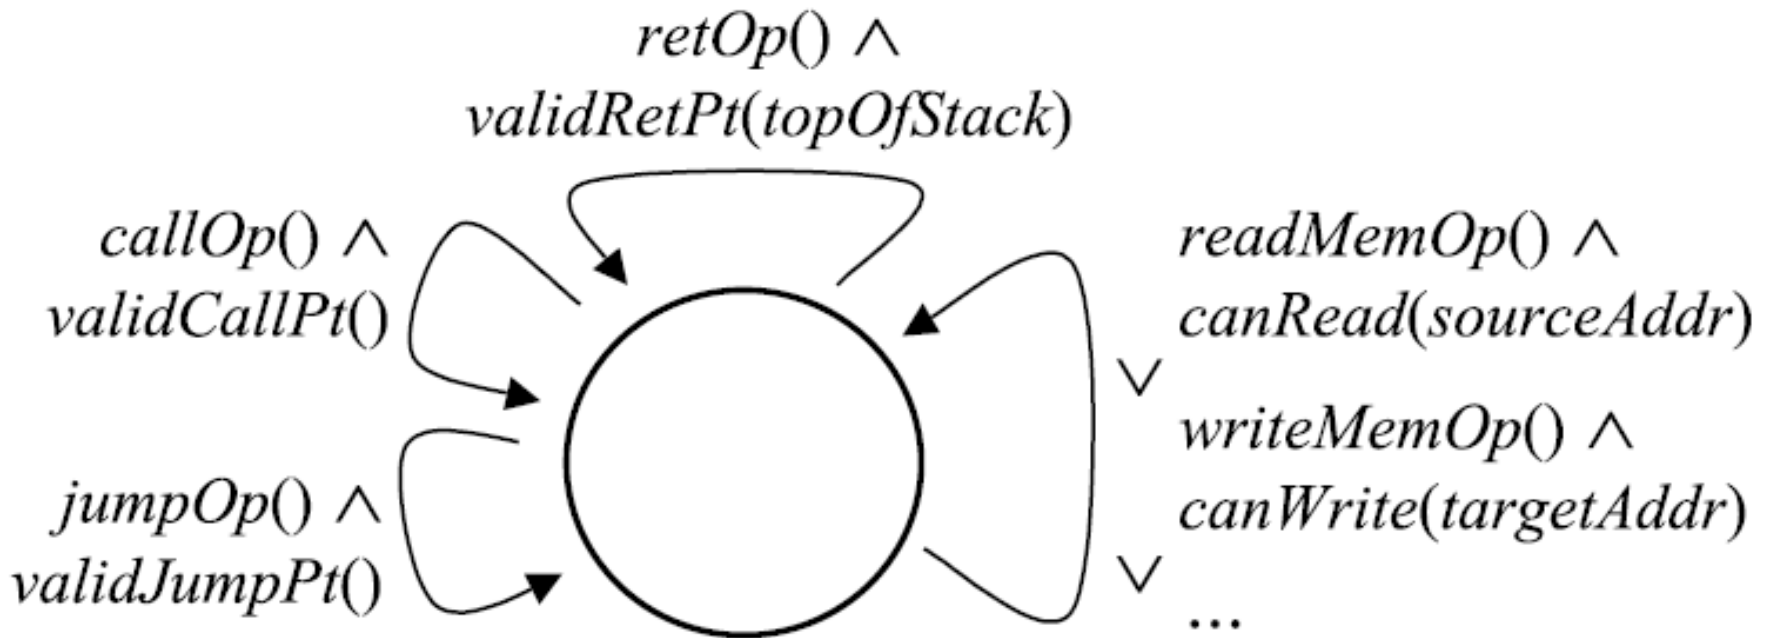 retOp() ∧
validRetPt(topOfStack)
callOp() ∧
validCallPt()
jumpOp() ∧
validJumpPt()
readMemOp() ∧
canRead(sourceAddr)
∨
writeMemOp() ∧
canWrite(targetAddr)
∨
...